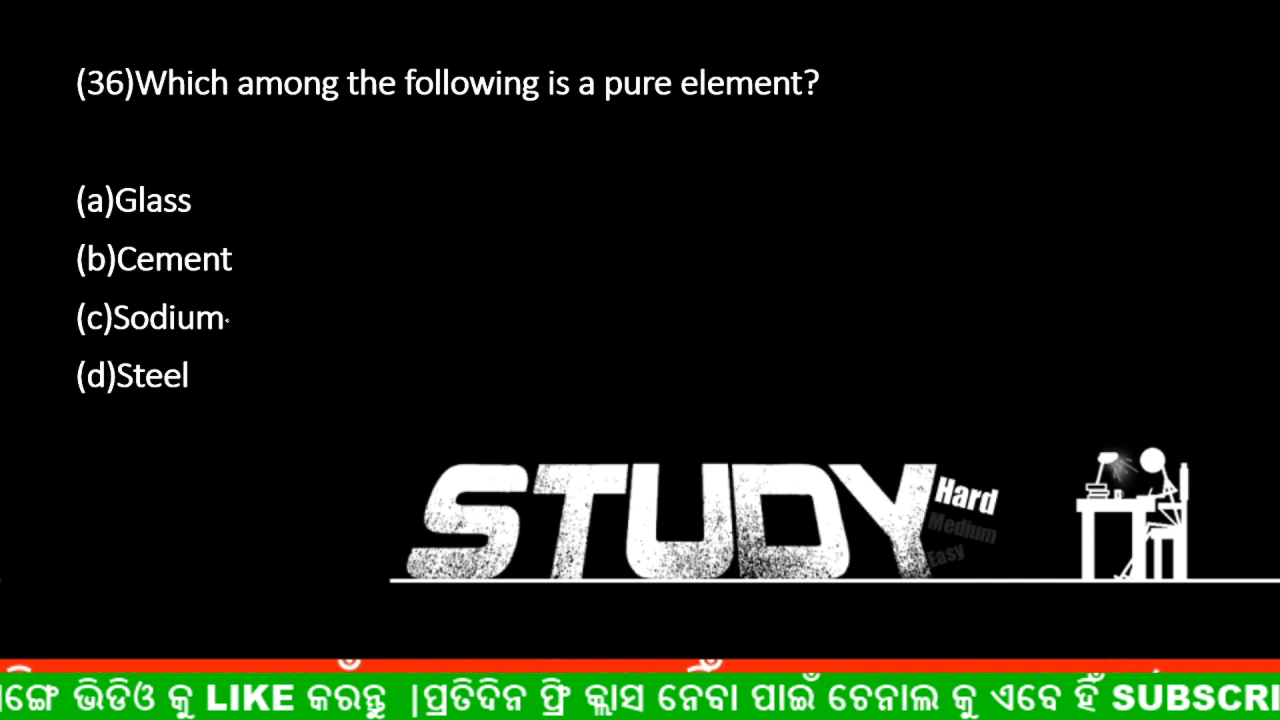 (36)Which among the following is a pure element?
(a)Glass
(b)Cement
(c)Sodium
(d)Steel
STUDY Hard
Medium
Easy
ଭିଡିଓ କୁ LIKE କରନ୍ତୁ |ପ୍ରତିଦିନ ଫ୍ରି କ୍ଲାସ ନେବା ପାଇଁ ଚେନାଲ କୁ ଏବେ ହିଁ